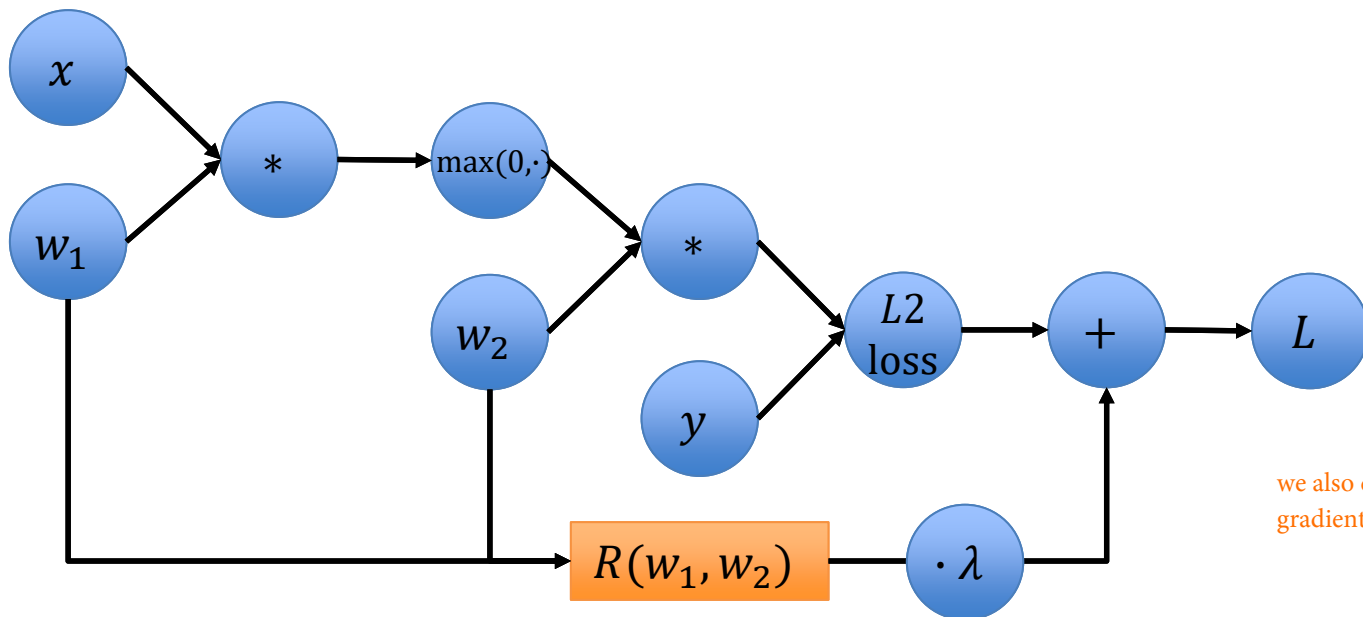 x
*
max(0,·)
w₁
*
w₂
L2
loss
+
L
y
we also
gradient
R(w₁, w₂)
· λ